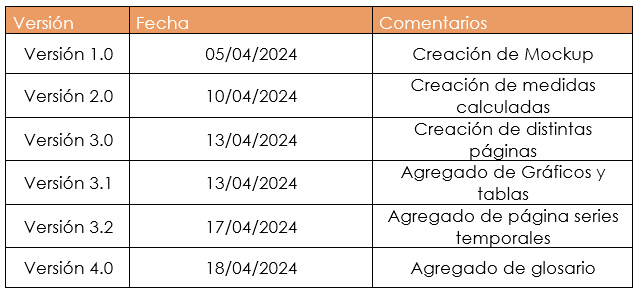 Versión Fecha Comentarios
Versión 1.0 05/04/2024 Creación de Mockup
Versión 2.0 10/04/2024 Creación de medidas
calculadas
Versión 3.0 13/04/2024 Creación de distintas
páginas
Versión 3.1 13/04/2024 Agregado de Gráficos y
tablas
Versión 3.2 17/04/2024 Agregado de página series
temporales
Versión 4.0 18/04/2024 Agregado de glosario